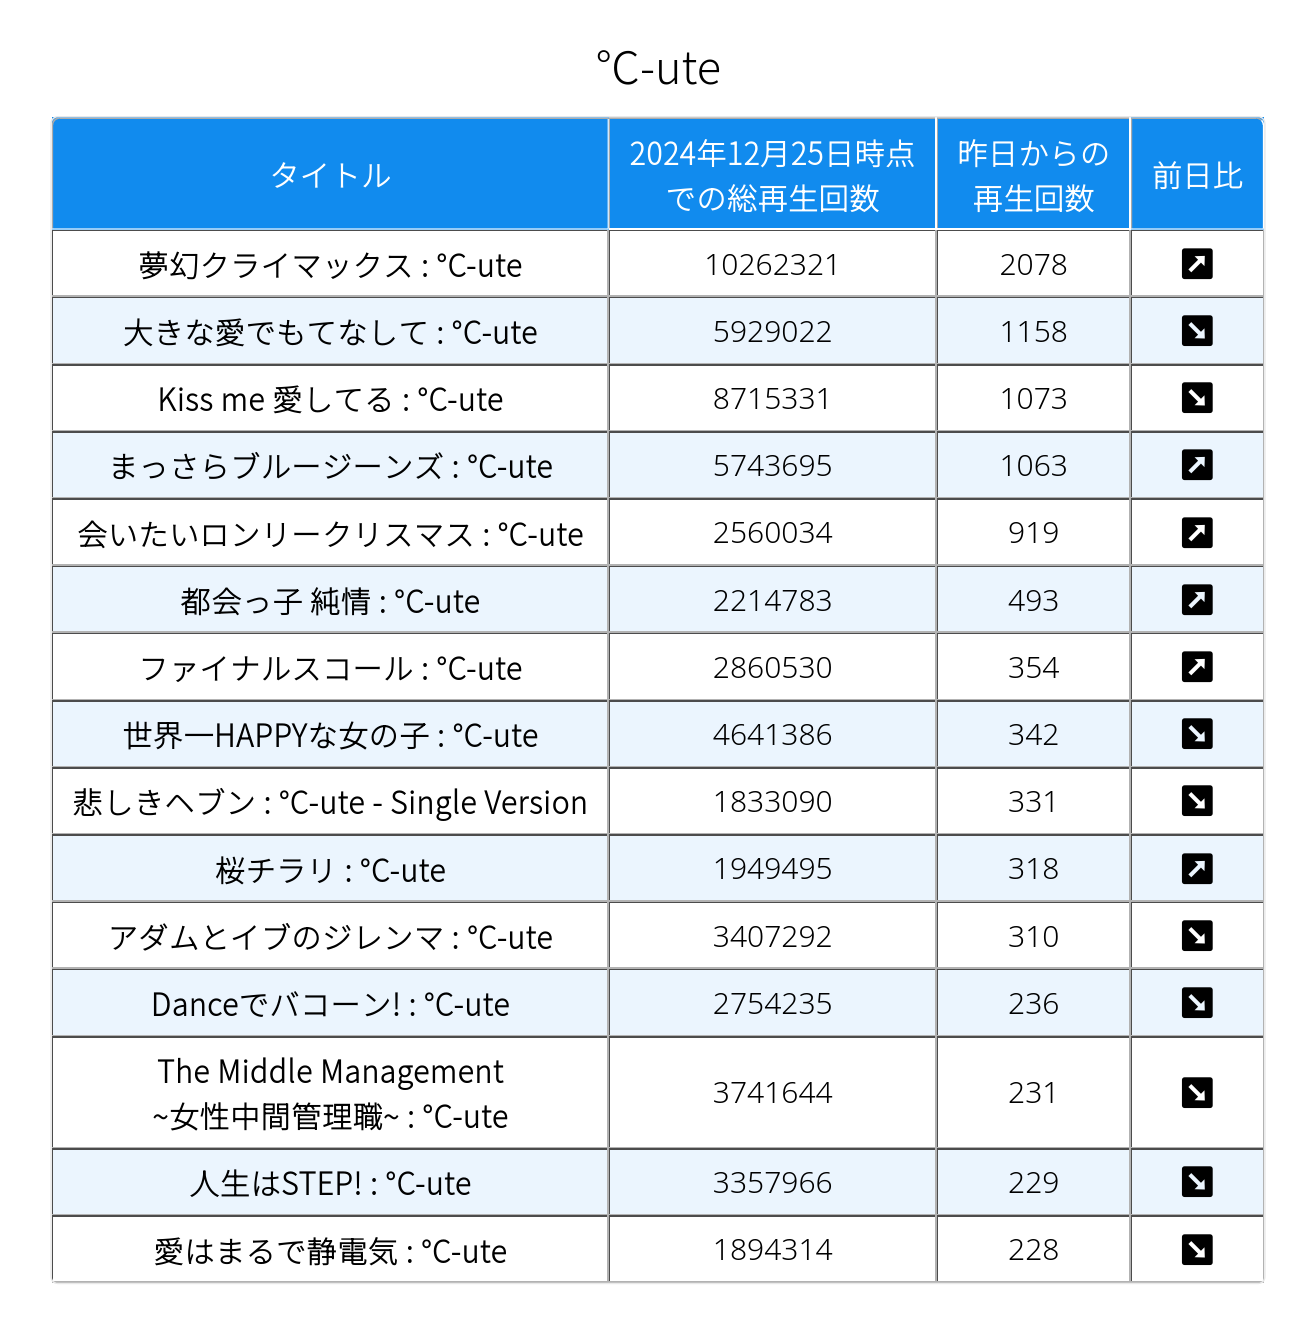 °C-ute
タイトル
2024年12月25日時点
での総再生回数
昨日からの
再生回数
前日比
夢幻クライマックス : °C-ute 10262321 2078 ↗
大きな愛でもてなして : °C-ute 5929022 1158 ↘
Kiss me 愛してる : °C-ute 8715331 1073 ↘
まっさらブルージーンズ : °C-ute 5743695 1063 ↗
会いたいロンリークリスマス : °C-ute 2560034 919 ↗
都会っ子 純情 : °C-ute 2214783 493 ↗
ファイナルスコール : °C-ute 2860530 354 ↗
世界一HAPPYな女の子 : °C-ute 4641386 342 ↘
悲しきヘブン : °C-ute - Single Version 1833090 331 ↘
桜チラリ : °C-ute 1949495 318 ↗
アダムとイブのジレンマ : °C-ute 3407292 310 ↘
Danceでバコーン! : °C-ute 2754235 236 ↘
The Middle Management
~女性中間管理職~ : °C-ute 3741644 231 ↘
人生はSTEP! : °C-ute 3357966 229 ↘
愛はまるで静電気 : °C-ute 1894314 228 ↘